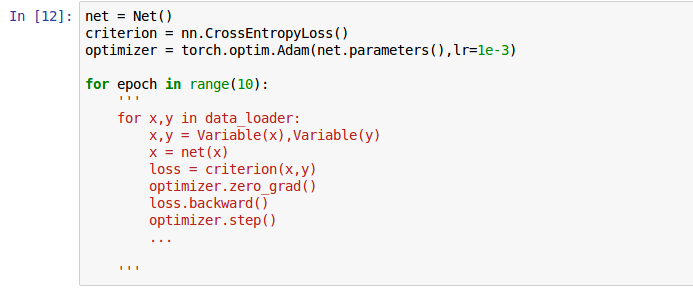 In [12]: net = Net()
criterion = nn.CrossEntropyLoss()
optimizer = torch.optim.Adam(net.parameters(),lr=1e-3)
for epoch in range(10):
    '''
    for x,y in data_loader:
        x,y = Variable(x),Variable(y)
        x = net(x)
        loss = criterion(x,y)
        optimizer.zero_grad()
        loss.backward()
        optimizer.step()
        ...
    '''